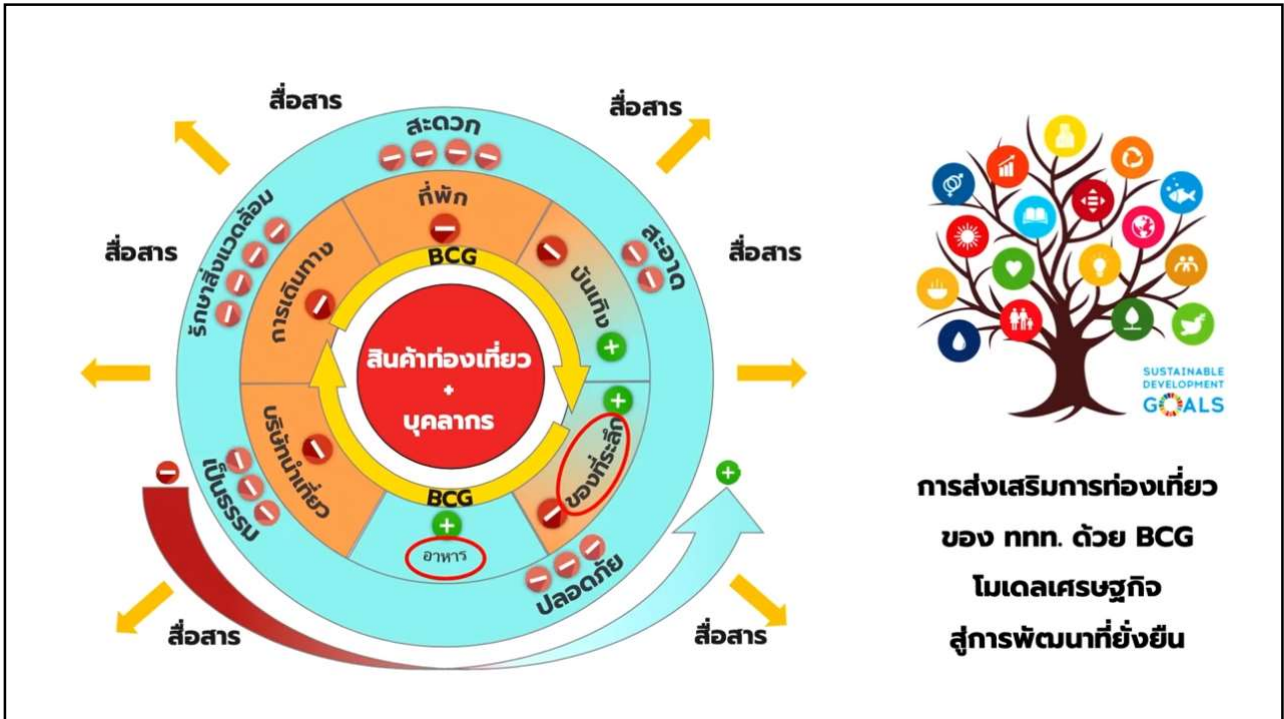 สื่อสาร
สื่อสาร
สะดวก
ที่พัก
BCG
รักษาสิ่งแวดล้อม
การเดินทาง
บันเทิง
สะอาด
สื่อสาร
สื่อสาร
สินค้าท่องเที่ยว
+
บุคลากร
บริษัทนำเที่ยว
ของที่ระลึก
เป็นธรรม
BCG
อาหาร
ปลอดภัย
สื่อสาร
สื่อสาร
SUSTAINABLE
DEVELOPMENT
GOALS
การส่งเสริมการท่องเที่ยว
ของ ททท. ด้วย BCG
โมเดลเศรษฐกิจ
สู่การพัฒนาที่ยั่งยืน